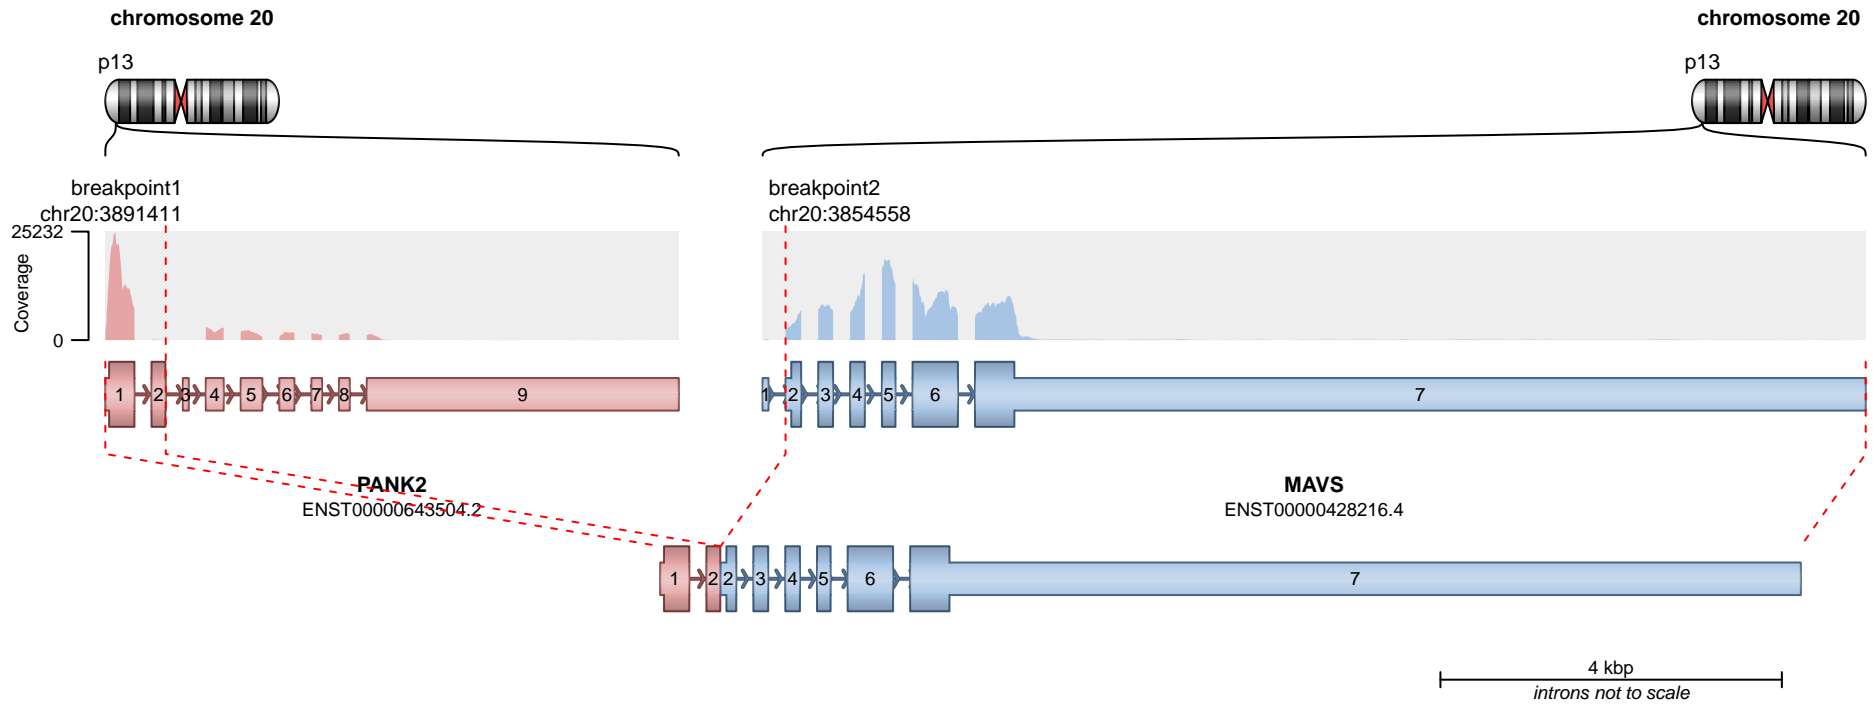 chromosome 20
chromosome 20
p13
p13
breakpoint1
chr20:3891411
breakpoint2
chr20:3854558
25232
Coverage
0
1 2 3 4 5 6 7 8 9
1 2 3 4 5 6 7
PANK2
ENST00000643504.2
MAVS
ENST00000428216.4
1 2 2 3 4 5 6 7
4 kbp
introns not to scale